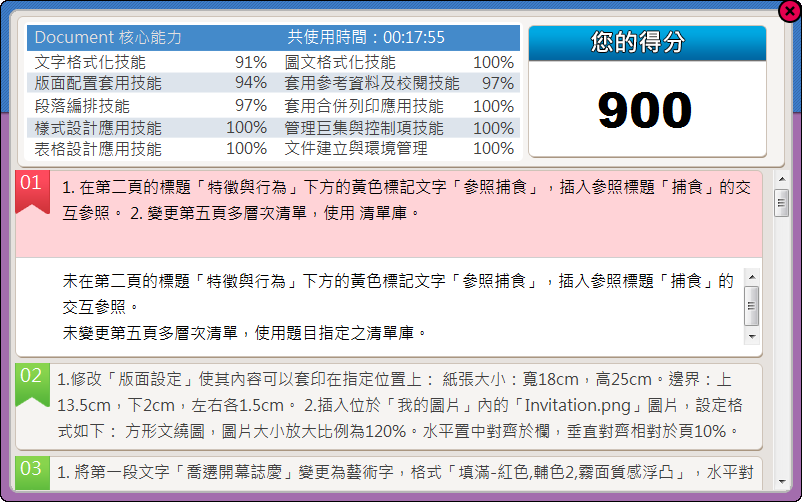 Document 核心能力 共使用時間：00:17:55
文字格式化技能 91% 圖文格式化技能 100%
版面配置套用技能 94% 套用參考資料及校閱技能 97%
段落編排技能 97% 套用合併列印應用技能 100%
樣式設計應用技能 100% 管理巨集與控制項技能 100%
表格設計應用技能 100% 文件建立與環境管理 100%
您的得分
900
01
1. 在第二頁的標題「特徵與行為」下方的黃色標記文字「參照捕食」，插入參照標題「捕食」的交
互參照。 2. 變更第五頁多層次清單，使用 清單庫。
未在第二頁的標題「特徵與行為」下方的黃色標記文字「參照捕食」，插入參照標題「捕食」的
交互參照。
未變更第五頁多層次清單，使用題目指定之清單庫。
02
1.修改「版面設定」使其內容可以套印在指定位置上： 紙張大小：寬18cm，高25cm。邊界：上
13.5cm，下2cm，左右各1.5cm。 2.插入位於「我的圖片」內的「Invitation.png」圖片，設定格
式如下： 方形文繞圖，圖片大小放大比例為120%。水平置中對齊於欄，垂直對齊相對於頁10%。
03
1. 將第一段文字「喬遷開幕誌慶」變更為藝術字，格式「填滿-紅色,輔色2,霧面質感浮凸」，水平對